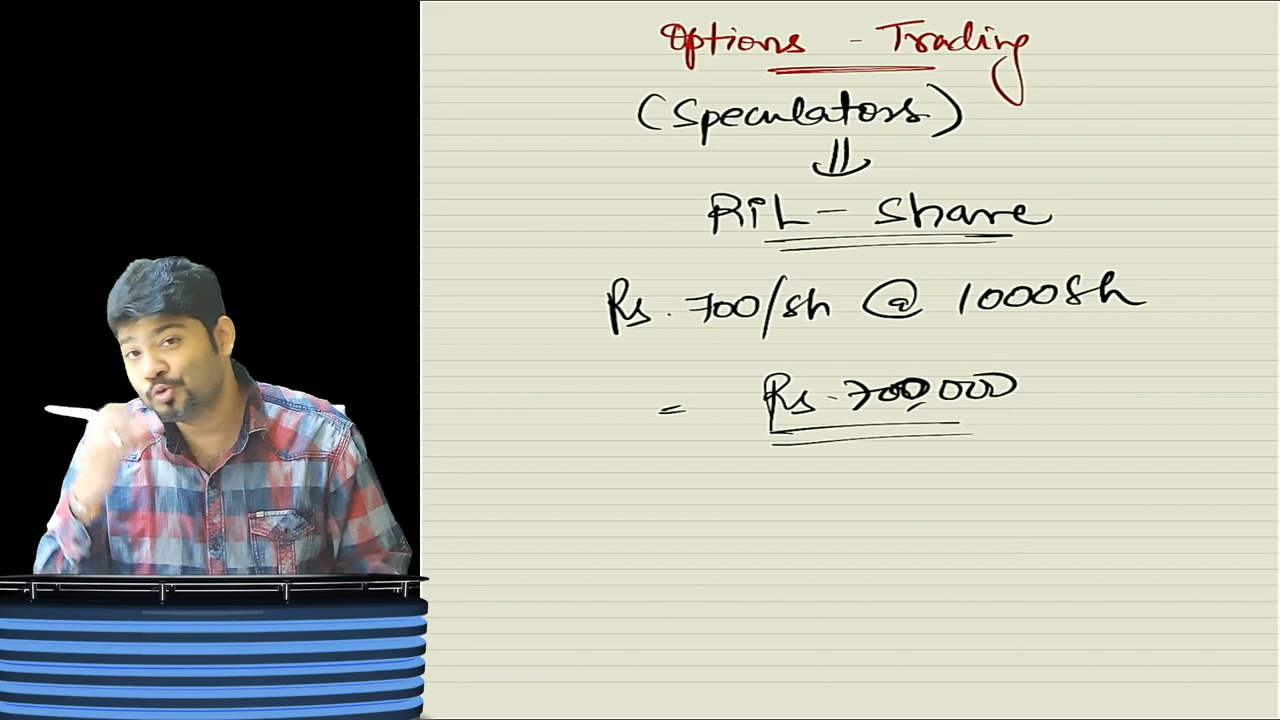 Options - Trading
(Speculators)
RIL - Share
Rs. 700/sh @ 1000sh
= Rs. 700,000